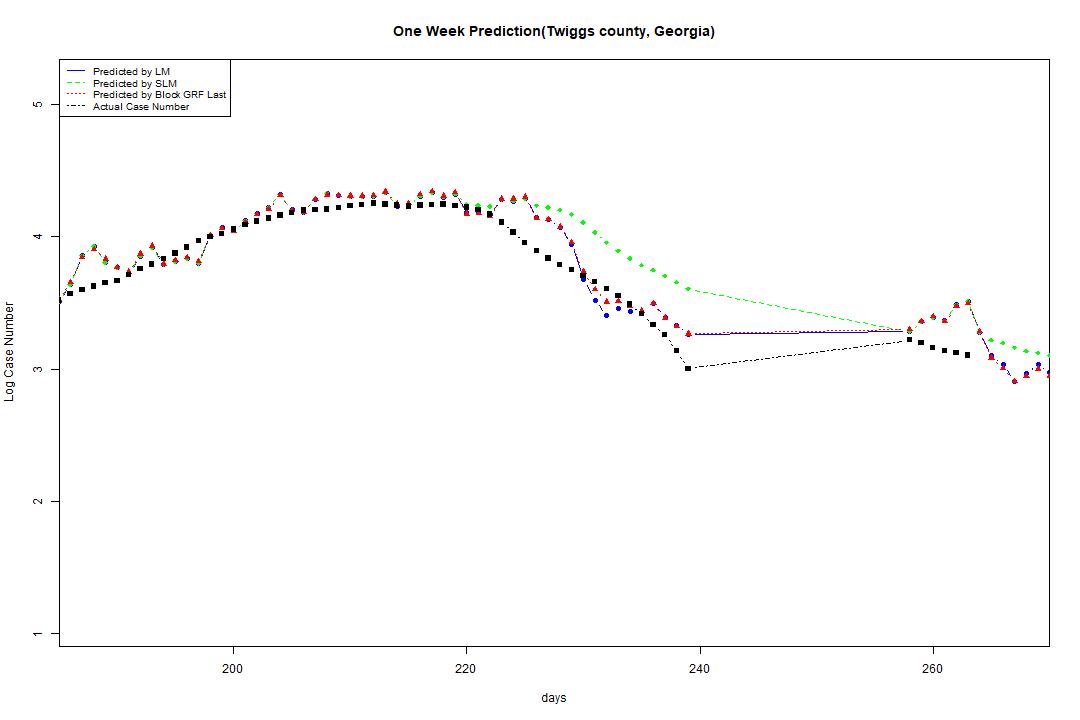 One Week Prediction(Twiggs county, Georgia)
Predicted by LM
Predicted by SLM
Predicted by Block GRF Last
Actual Case Number
5
4
3
2
1
Log Case Number
200 220 240 260
days